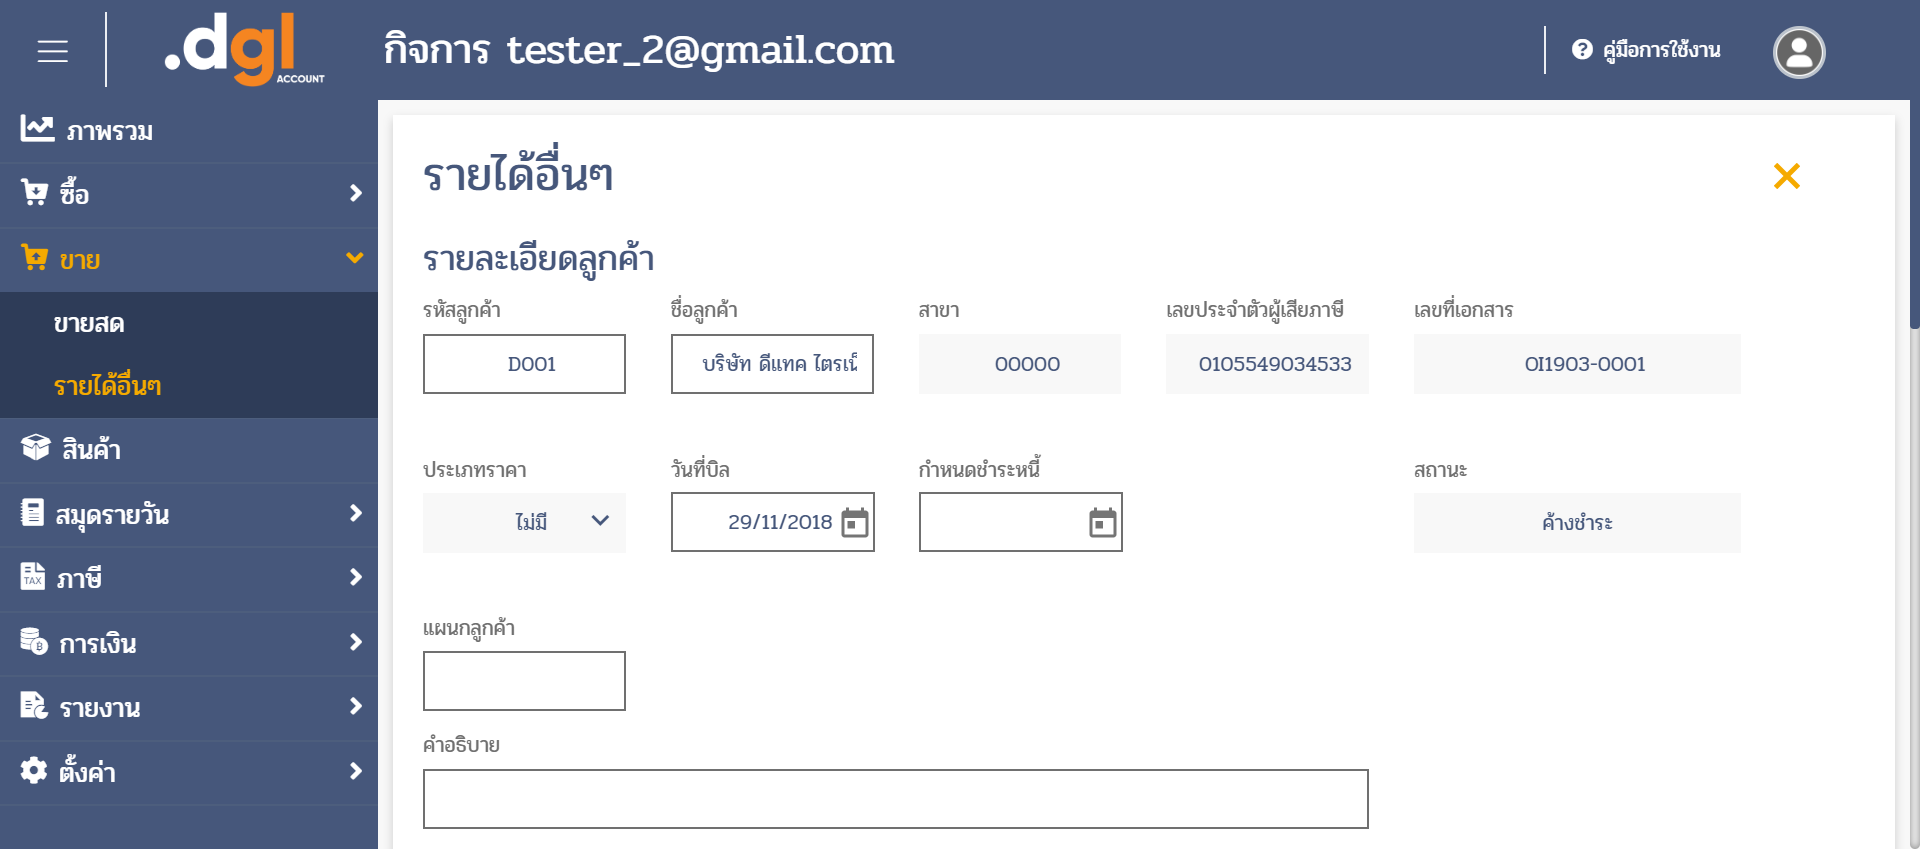 .dgl
ACCOUNT
กิจการ tester_2@gmail.com
คู่มือการใช้งาน
ภาพรวม
ซื้อ
ขาย
ขายสด
รายได้อื่นๆ
สินค้า
สมุดรายวัน
TAX
ภาษี
การเงิน
รายงาน
ตั้งค่า
รายได้อื่นๆ
รายละเอียดลูกค้า
รหัสลูกค้า ชื่อลูกค้า สาขา เลขประจำตัวผู้เสียภาษี เลขที่เอกสาร
D001 บริษัท ดีแทค ไตรเน็ 00000 0105549034533 OI1903-0001
ประเภทราคา วันที่บิล กำหนดชำระหนี้ สถานะ
ไม่มี 29/11/2018 ค้างชำระ
แผนกลูกค้า
คำอธิบาย